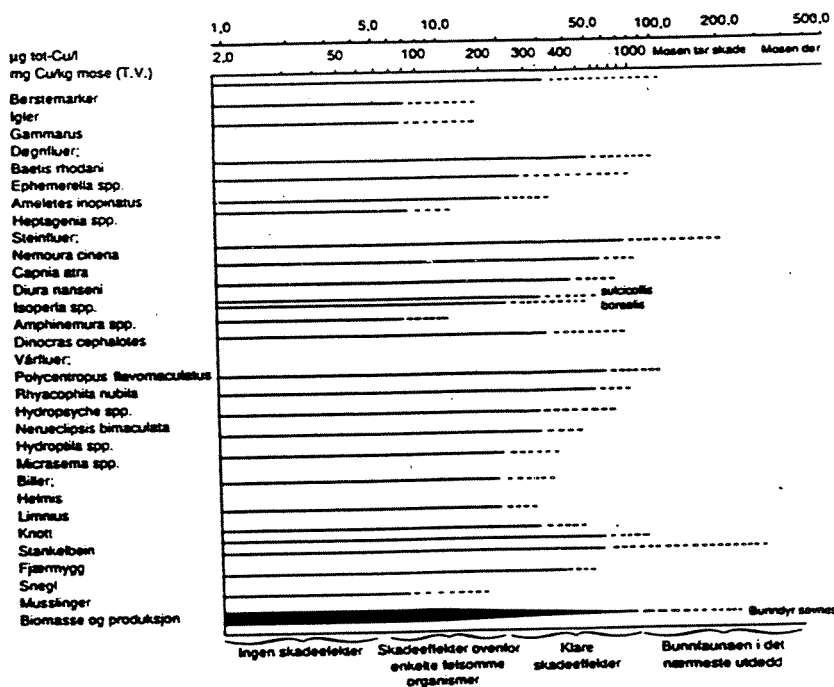 1,0 5,0 10,0 50,0 100,0 200,0 500,0
µg tot-Cu/l
2,0 50 100 200 300 400 1000 Mosen tar skade Mosen dør
mg Cu/kg mose (T.V.)
Børstemarker
Igler
Gammarus
Døgnfluer;
Baetis rhodani
Ephemerella spp.
Ameletes inopinatus
Heptagenia spp.
Steinfluer;
Nemoura cinena
Capnia atra
Diura nanseni
sulcicollis
Isoperla spp.
borealis
Amphinemura spp.
Dinocras cephalotes
Vårfluer;
Polycentropus flavomaculatus
Rhyacophila nubila
Hydropsyche spp.
Nerueclipsis bimaculata
Hydroptila spp.
Micrasema spp.
Biller;
Helmis
Limnius
Knott
Stankelbein
Fjærmygg
Snegl
Musslinger
Biomasse og produksjon
Bunndyr savnes
Ingen skadeeffekter
Skadeeffekter ovenfor
enkelte følsomme
organismer
Klare
skadeeffekter
Bunnfaunaen i det
nærmeste utdødd